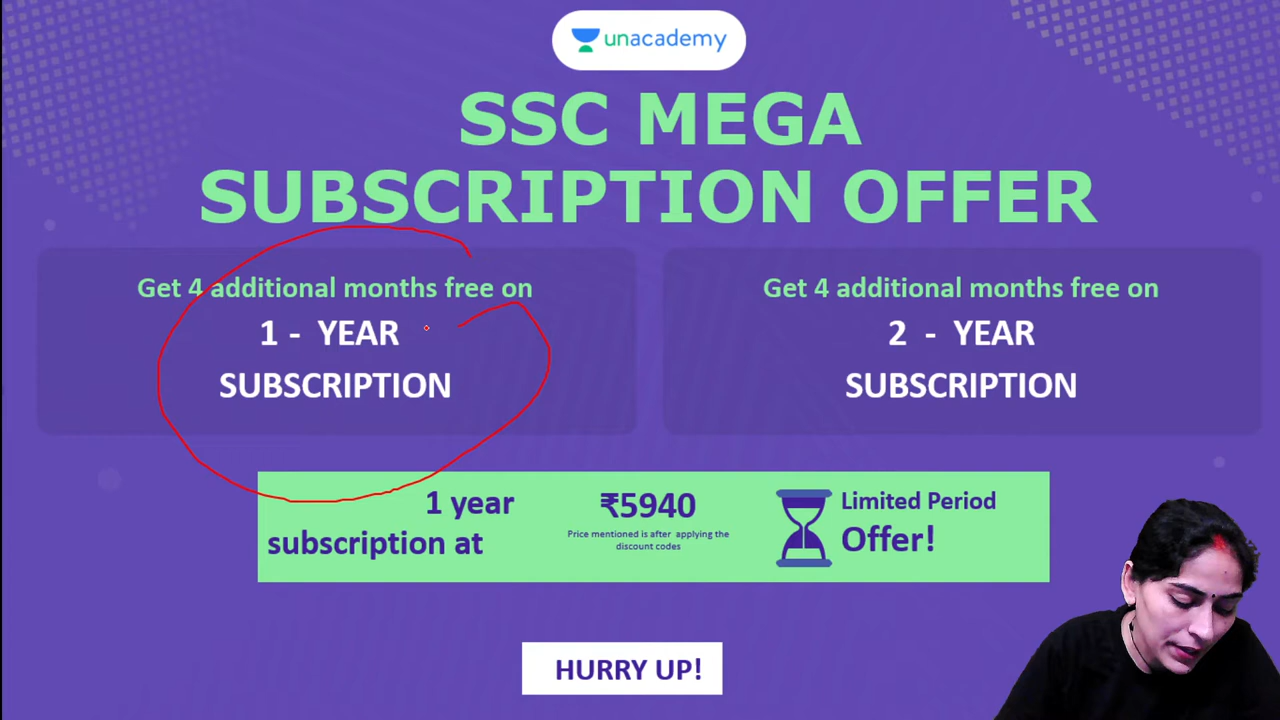 unacademy
SSC MEGA
SUBSCRIPTION OFFER
Get 4 additional months free on
1 - YEAR
SUBSCRIPTION
Get 4 additional months free on
2 - YEAR
SUBSCRIPTION
1 year
subscription at
₹5940
Price mentioned is after applying the
discount codes
Limited Period
Offer!
HURRY UP!